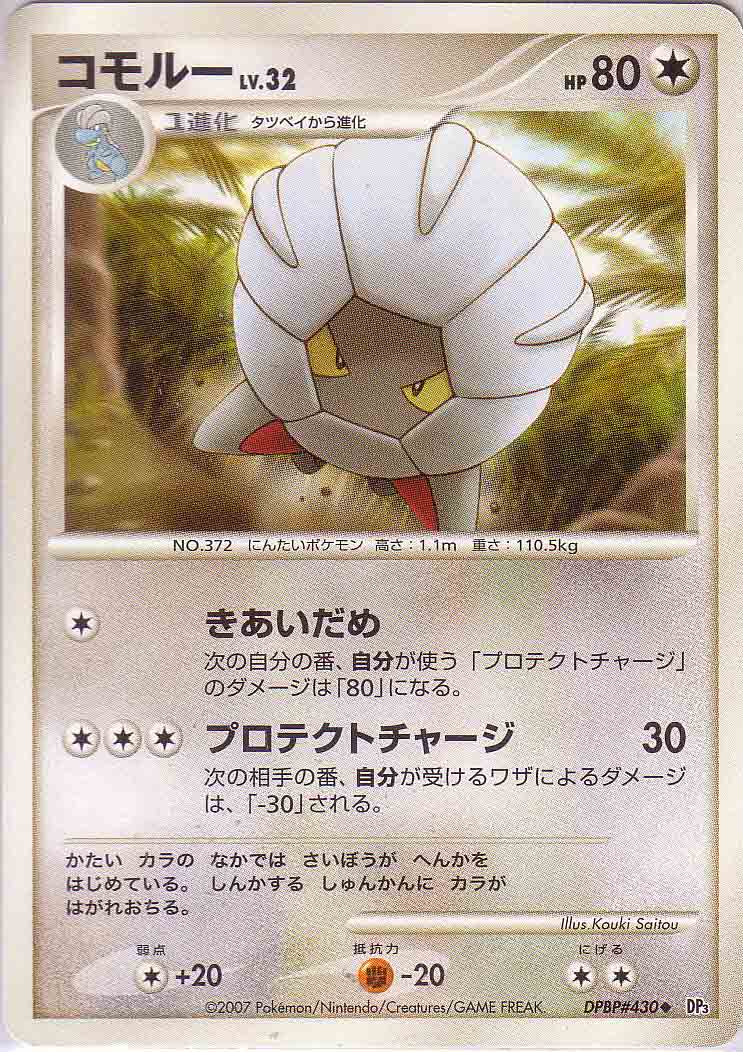 コモルー LV.32 HP 80
1進化 タツベイから進化
NO.372 にんたいポケモン 高さ:1.1m 重さ:110.5kg
きあいだめ
次の自分の番、自分が使う「プロテクトチャージ」
のダメージは「80」になる。
プロテクトチャージ 30
次の相手の番、自分が受けるワザによるダメージ
は、「-30」される。
かたい カラの なかでは さいぼうが へんかを
はじめている。 しんかする しゅんかんに カラが
はがれおちる。
Illus.Kouki Saitou
弱点 抵抗力 にげる
+20 -20
©2007 Pokémon/Nintendo/Creatures/GAME FREAK. DPBP#430 DP3